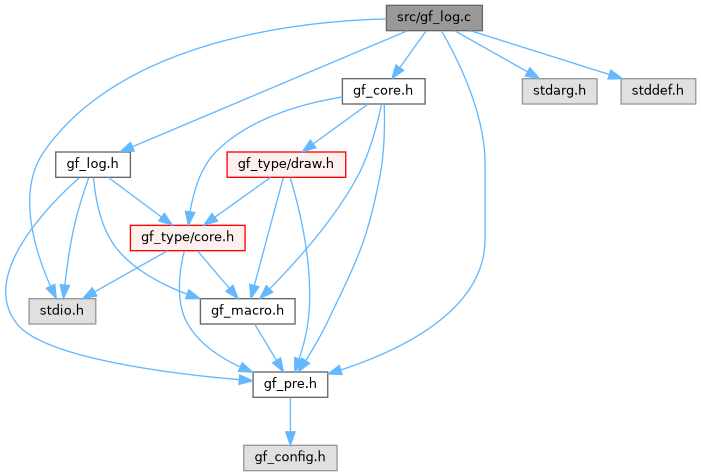 src/gf_log.c
gf_core.h
stdarg.h
stddef.h
gf_log.h
gf_type/draw.h
gf_type/core.h
stdio.h
gf_macro.h
gf_pre.h
gf_config.h